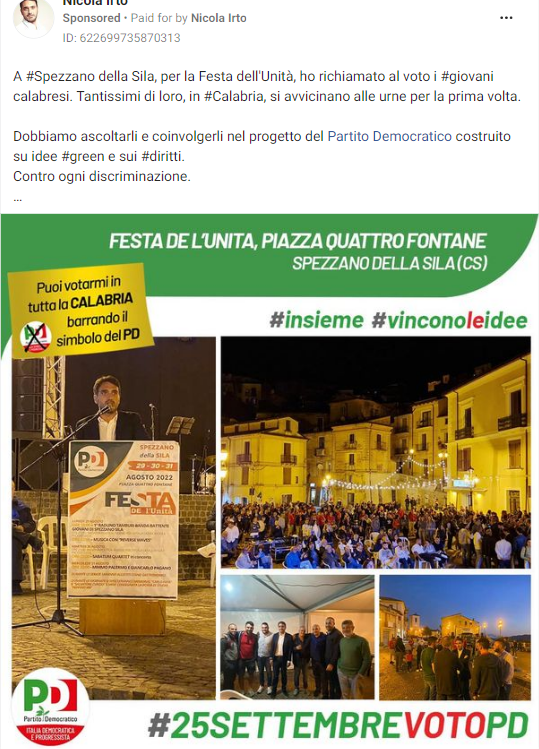 Nicola Irto
Sponsored • Paid for by Nicola Irto
ID: 622699735870313
A #Spezzano della Sila, per la Festa dell'Unità, ho richiamato al voto i #giovani
calabresi. Tantissimi di loro, in #Calabria, si avvicinano alle urne per la prima volta.
Dobbiamo ascoltarli e coinvolgerli nel progetto del Partito Democratico costruito
su idee #green e sui #diritti.
Contro ogni discriminazione.
...
FESTA DE L'UNITA, PIAZZA QUATTRO FONTANE
SPEZZANO DELLA SILA (CS)
Puoi votarmi in
tutta la CALABRIA
barrando il
simbolo del PD
#insieme #vinconoleidee
PD
SPEZZANO
della SILA
29 - 30 - 31
AGOSTO 2022
PIAZZA QUATTRO FONTANE
FESTA
DE l'Unità
PD
Partito Democratico
ITALIA DEMOCRATICA
E PROGRESSISTA
#25SETTEMBREVOTOPD